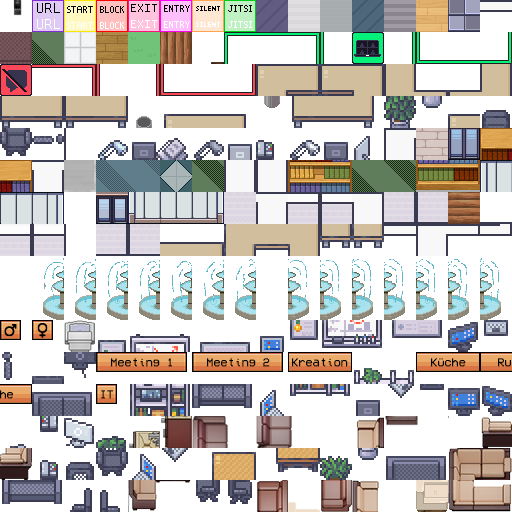 URL START BLOCK EXIT ENTRY SILENT JITSI
URL START BLOCK EXIT ENTRY SILENT JITSI
Meeting 1 Meeting 2 Kreation Küche Ru
he IT